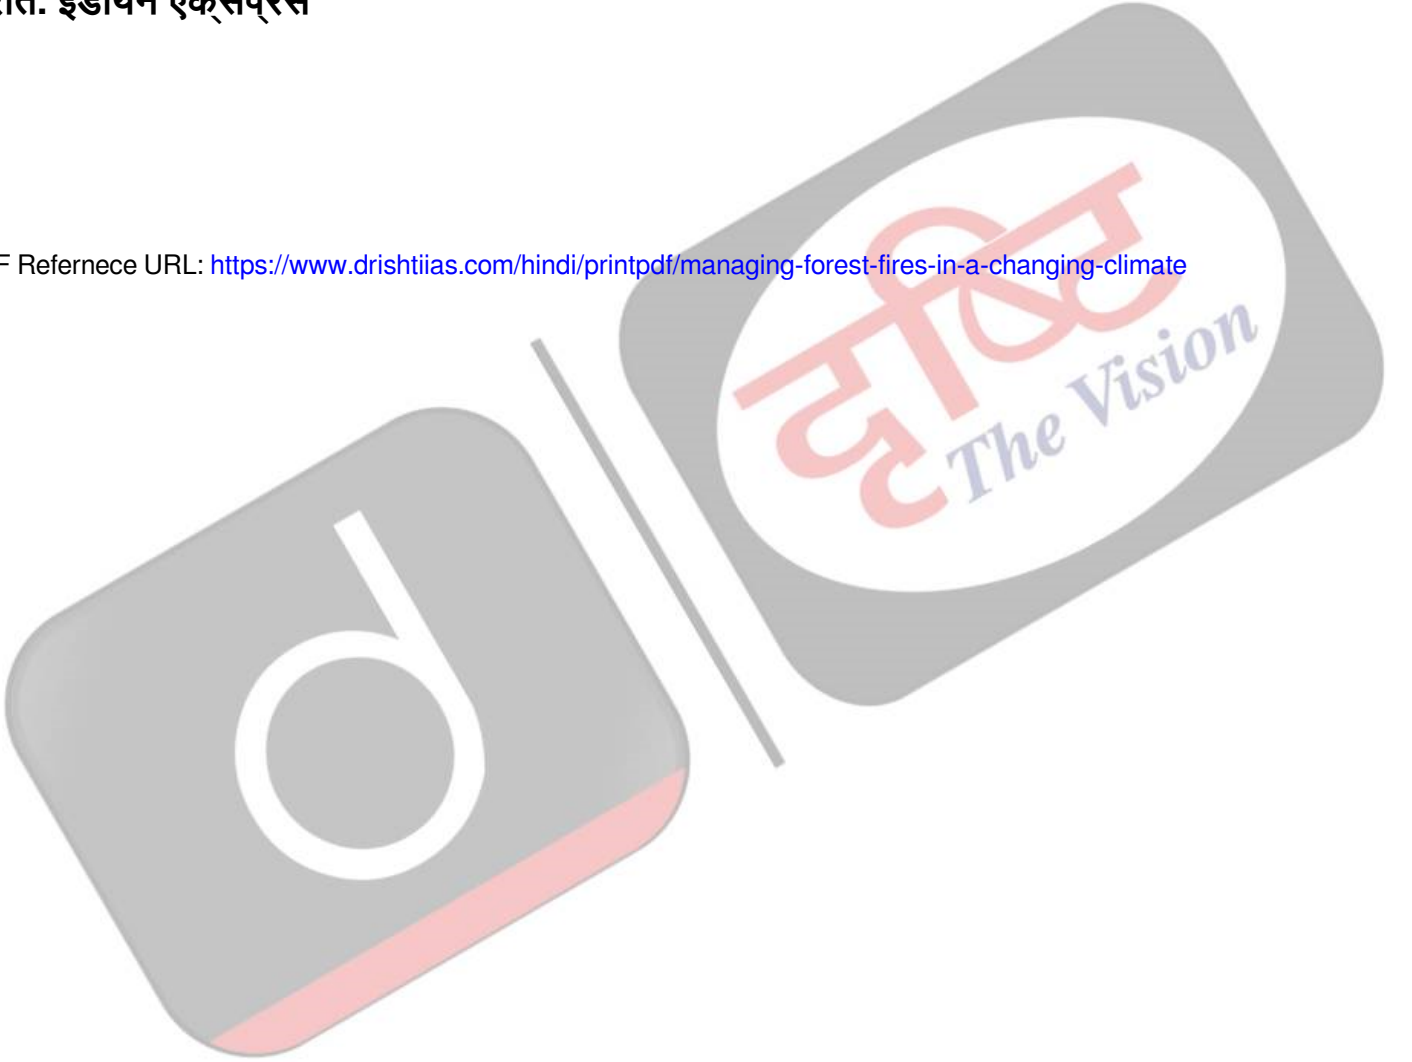 इंडियन एक्सप्रेस
F Refernece URL: https://www.drishtiias.com/hindi/printpdf/managing-forest-fires-in-a-changing-climate
दृष्टि
The Vision
d